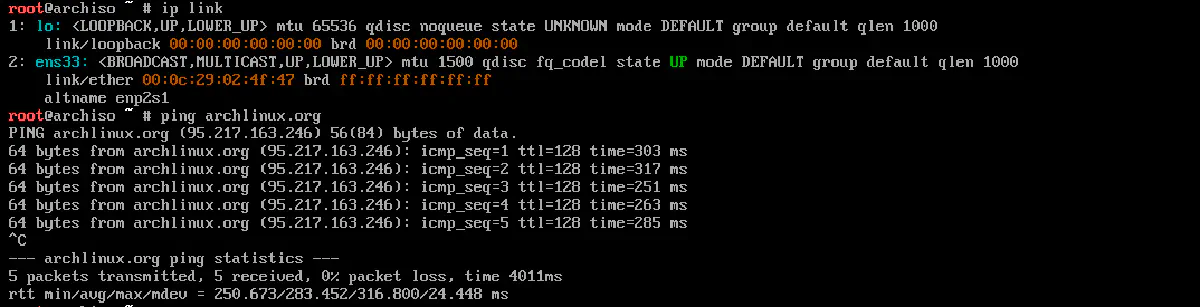 root@archiso ~ # ip link
1: lo: <LOOPBACK,UP,LOWER_UP> mtu 65536 qdisc noqueue state UNKNOWN mode DEFAULT group default qlen 1000
    link/loopback 00:00:00:00:00:00 brd 00:00:00:00:00:00
2: ens33: <BROADCAST,MULTICAST,UP,LOWER_UP> mtu 1500 qdisc fq_codel state UP mode DEFAULT group default qlen 1000
    link/ether 00:0c:29:02:4f:47 brd ff:ff:ff:ff:ff:ff
    altname enp2s1
root@archiso ~ # ping archlinux.org
PING archlinux.org (95.217.163.246) 56(84) bytes of data.
64 bytes from archlinux.org (95.217.163.246): icmp_seq=1 ttl=128 time=303 ms
64 bytes from archlinux.org (95.217.163.246): icmp_seq=2 ttl=128 time=317 ms
64 bytes from archlinux.org (95.217.163.246): icmp_seq=3 ttl=128 time=251 ms
64 bytes from archlinux.org (95.217.163.246): icmp_seq=4 ttl=128 time=263 ms
64 bytes from archlinux.org (95.217.163.246): icmp_seq=5 ttl=128 time=285 ms
^C
--- archlinux.org ping statistics ---
5 packets transmitted, 5 received, 0% packet loss, time 4011ms
rtt min/avg/max/mdev = 250.673/283.452/316.800/24.448 ms